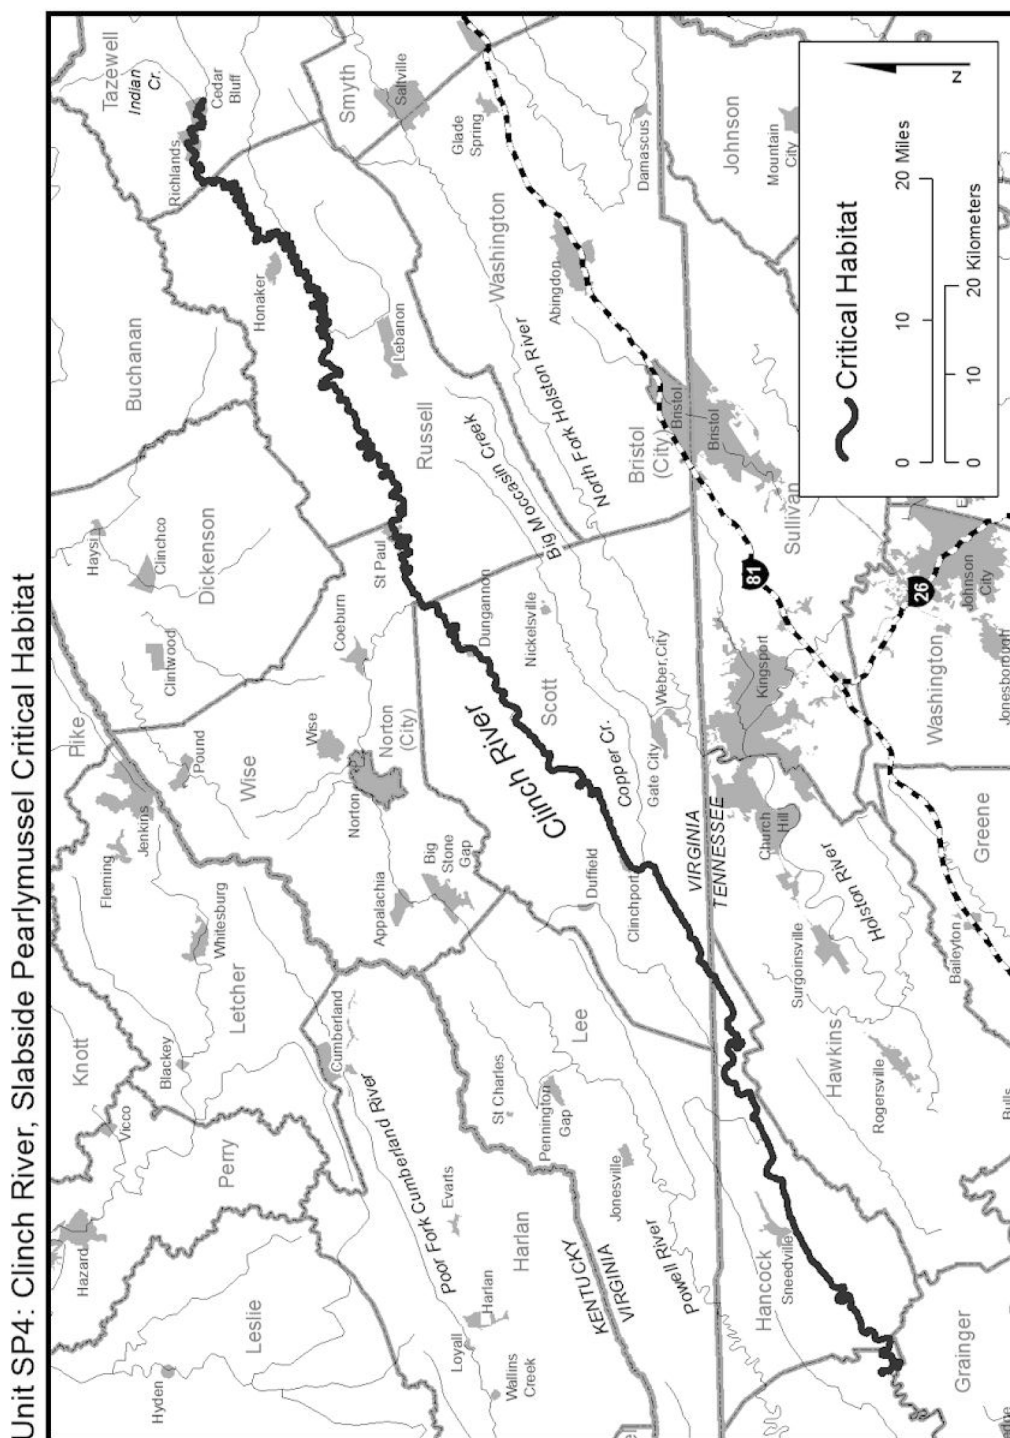 Unit SP4: Clinch River, Slabside Pearlymussel Critical Habitat
Hazard
Vicco
Knott
Perry
Blackey
Leslie
Hyden
Letcher
Whitesburg
Fleming
Jenkins
Pike
Pound
Clintwood
Clinchco
Haysi
Dickenson
Buchanan
Richlands
Tazewell
Indian
Cr.
Cedar
Bluff
Cumberland
Poor Fork Cumberland River
Evarts
Harlan
Harlan
Loyall
Wallins
Creek
Wise
Wise
Norton
Norton
(City)
Coeburn
Appalachia
Big
Stone
Gap
St Paul
Honaker
Lebanon
Russell
Smyth
Saltville
Glade
Spring
KENTUCKY
VIRGINIA
St Charles
Pennington
Gap
Lee
Jonesville
Powell River
Duffield
Clinchport
Clinch River
Scott
Dungannon
Nickelsville
Copper Cr.
Gate City
Weber City
Big Moccasin Creek
North Fork Holston River
Washington
Abingdon
Damascus
Bristol
(City)
Bristol
Bristol
VIRGINIA
TENNESSEE
Hancock
Sneedville
Hawkins
Rogersville
Surgoinsville
Church
Hill
Holston River
Kingsport
81
Sullivan
Johnson
Mountain
City
Grainger
Bulls
Baileyton
Greene
Washington
26
Johnson
City
Jonesborough
E
Critical Habitat
0
10
20 Miles
0
10
20 Kilometers
N